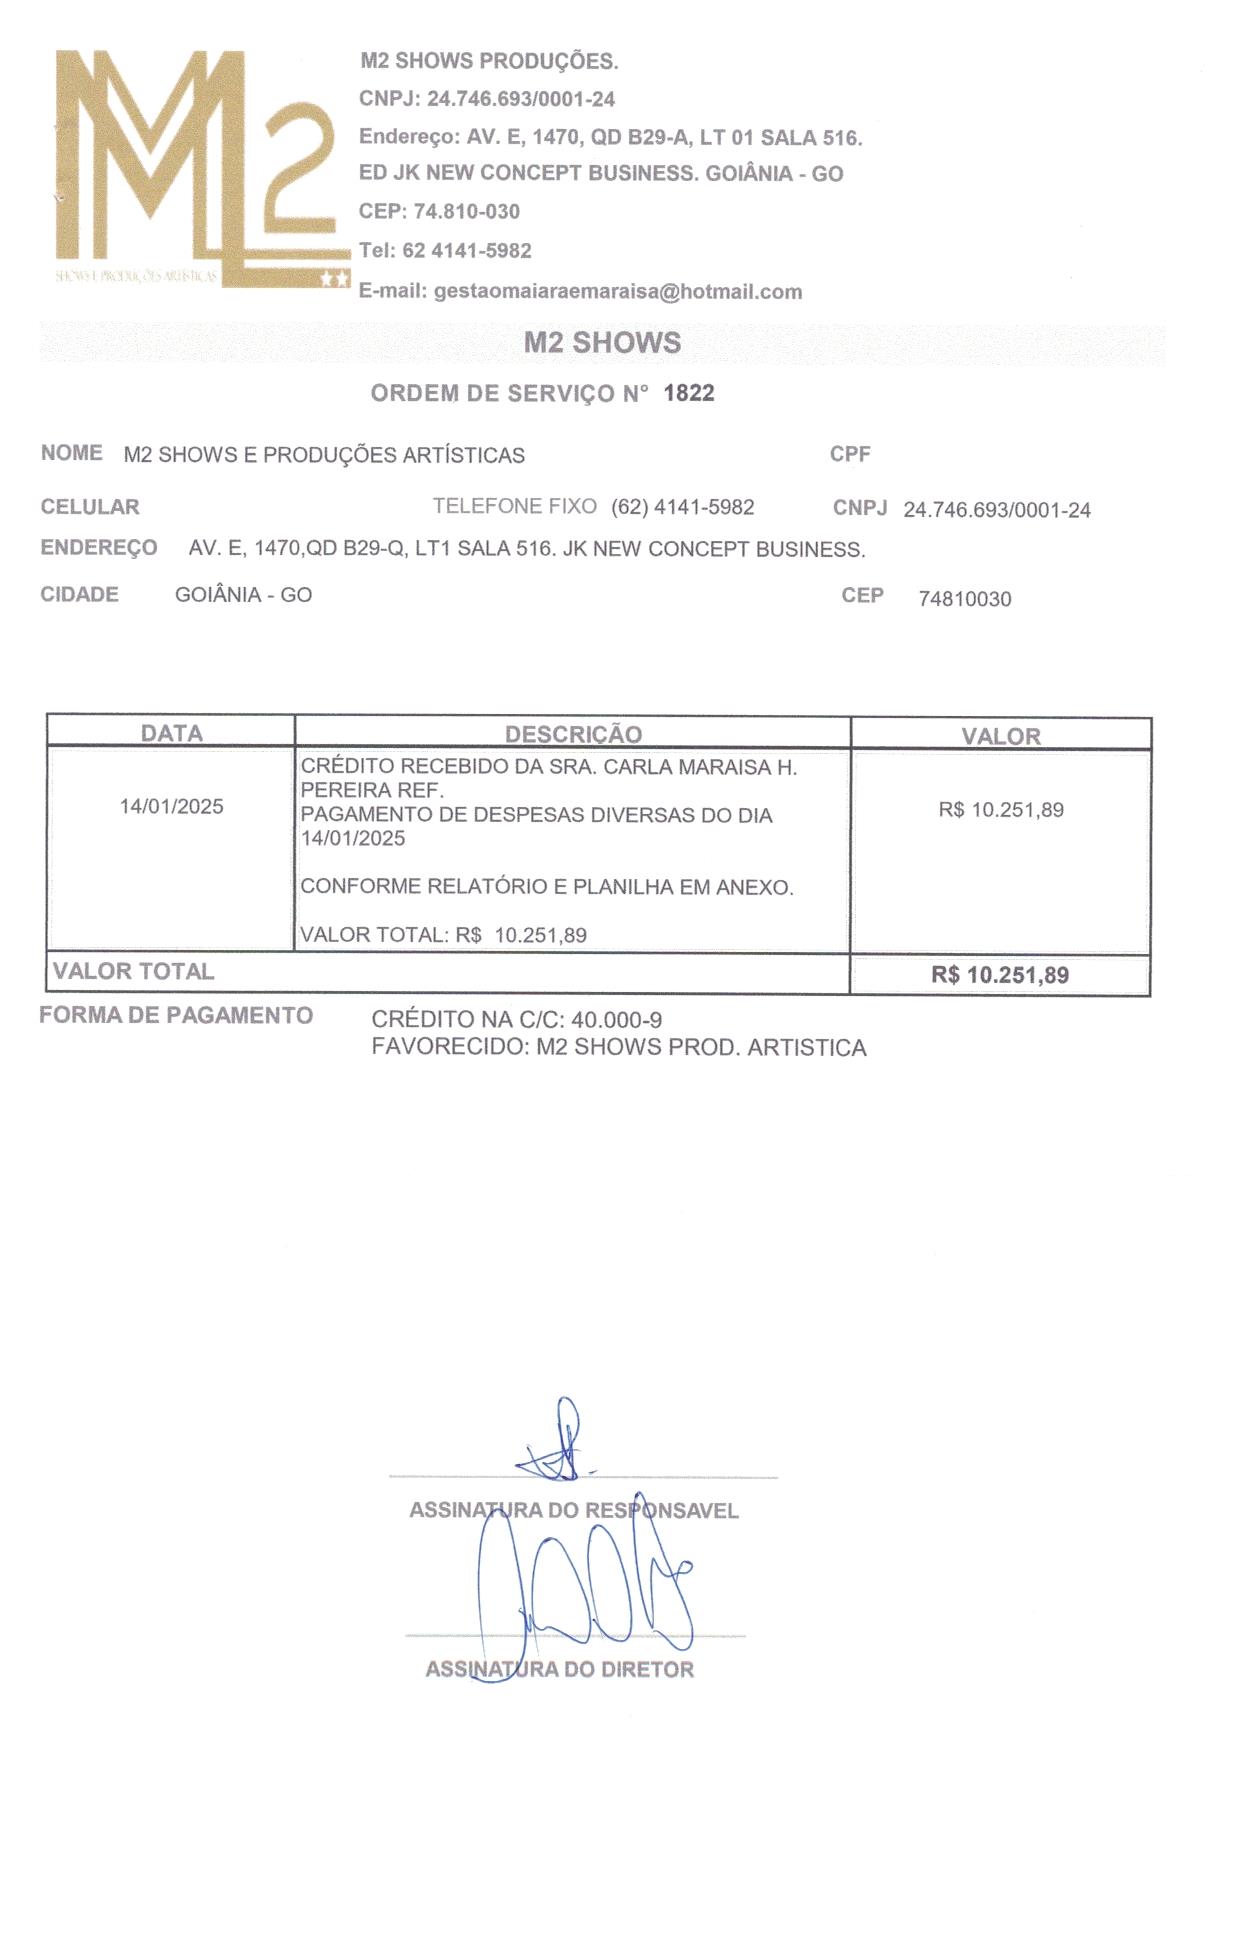 M2
SHOWS E PRODUÇÕES ARTÍSTICAS
M2 SHOWS PRODUÇÕES.
CNPJ: 24.746.693/0001-24
Endereço: AV. E, 1470, QD B29-A, LT 01 SALA 516.
ED JK NEW CONCEPT BUSINESS. GOIÂNIA - GO
CEP: 74.810-030
Tel: 62 4141-5982
E-mail: gestaomaiaraemaraisa@hotmail.com
M2 SHOWS
ORDEM DE SERVIÇO N° 1822
NOME M2 SHOWS E PRODUÇÕES ARTÍSTICAS CPF
CELULAR TELEFONE FIXO (62) 4141-5982 CNPJ 24.746.693/0001-24
ENDEREÇO AV. E, 1470,QD B29-Q, LT1 SALA 516. JK NEW CONCEPT BUSINESS.
CIDADE GOIÂNIA - GO CEP 74810030
DATA DESCRIÇÃO VALOR
CRÉDITO RECEBIDO DA SRA. CARLA MARAISA H.
PEREIRA REF.
14/01/2025 PAGAMENTO DE DESPESAS DIVERSAS DO DIA R$ 10.251,89
14/01/2025
CONFORME RELATÓRIO E PLANILHA EM ANEXO.
VALOR TOTAL: R$ 10.251,89
VALOR TOTAL R$ 10.251,89
FORMA DE PAGAMENTO CRÉDITO NA C/C: 40.000-9
FAVORECIDO: M2 SHOWS PROD. ARTISTICA
ASSINATURA DO RESPONSAVEL
ASSINATURA DO DIRETOR